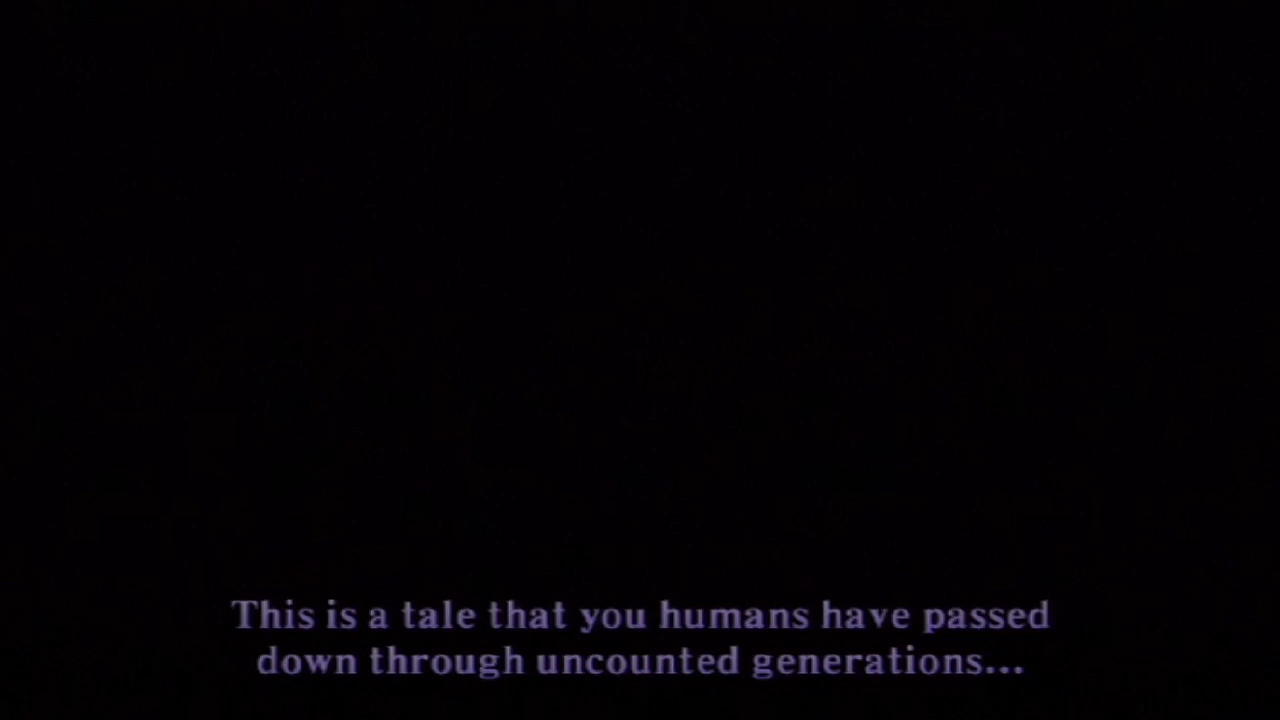 This is a tale that you humans have passed
down through uncounted generations...